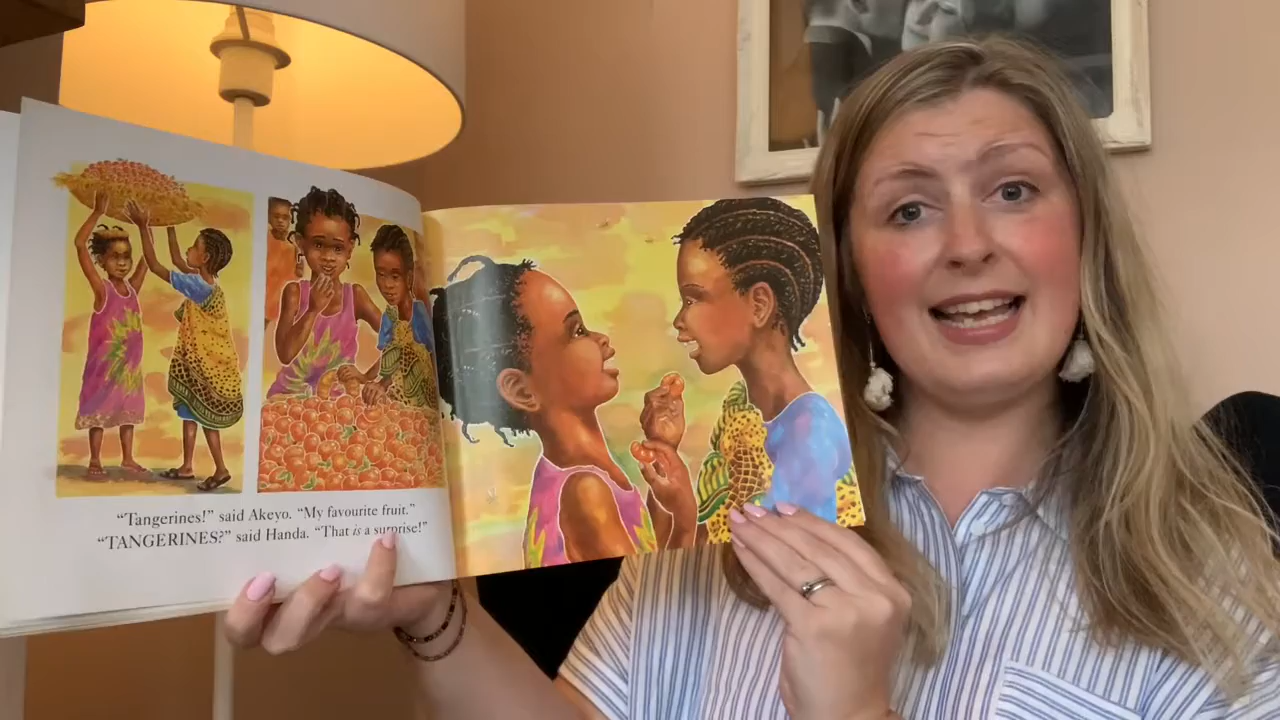 “Tangerines!” said Akeyo. “My favourite fruit.”
“TANGERINES?” said Handa. “That is a surprise!”